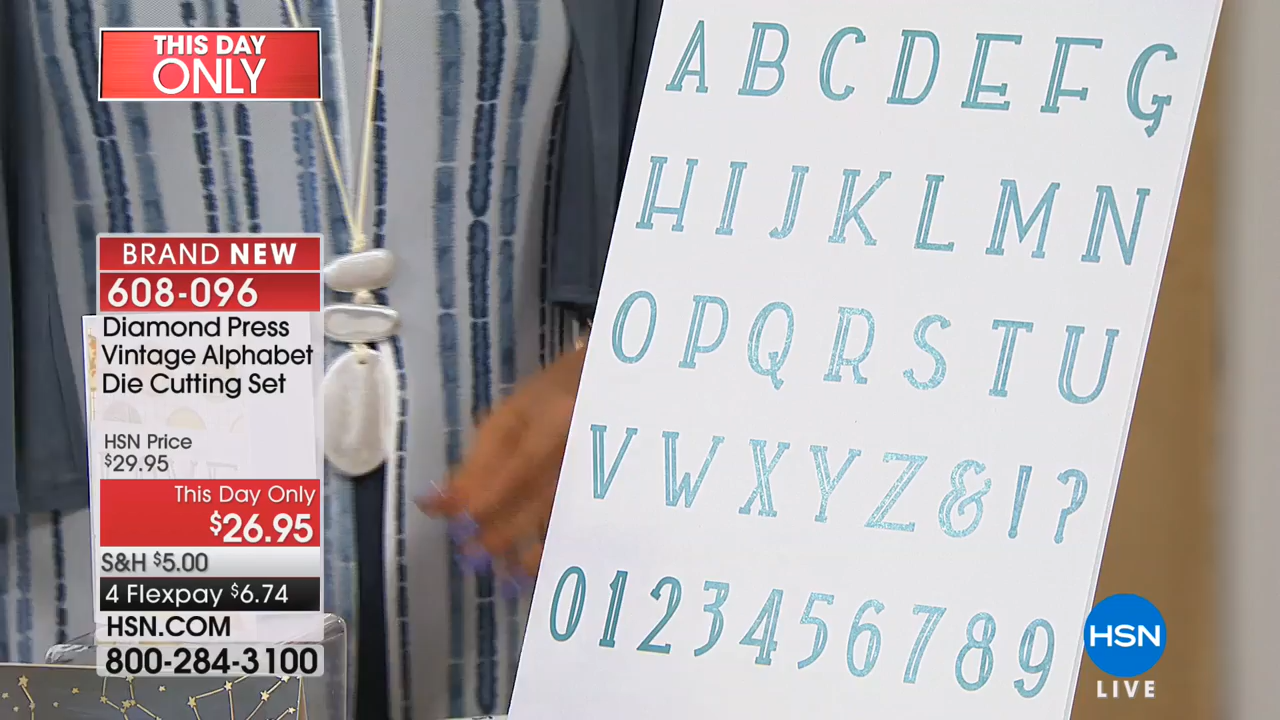 THIS DAY
ONLY
BRAND NEW
608-096
Diamond Press
Vintage Alphabet
Die Cutting Set
HSN Price
$29.95
This Day Only
$26.95
S&H $5.00
4 Flexpay $6.74
HSN.COM
800-284-3100
A B C D E F G
H I J K L M N
O P Q R S T U
V W X Y Z & ! ?
0 1 2 3 4 5 6 7 8 9
HSN
LIVE